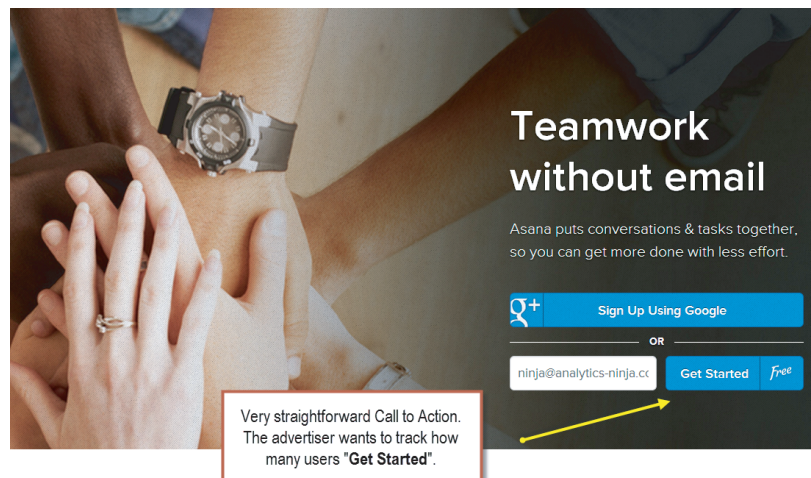 Teamwork
without email
Asana puts conversations & tasks together,
so you can get more done with less effort.
g+ Sign Up Using Google
OR
ninja@analytics-ninja.cc Get Started Free
Very straightforward Call to Action.
The advertiser wants to track how
many users "Get Started".